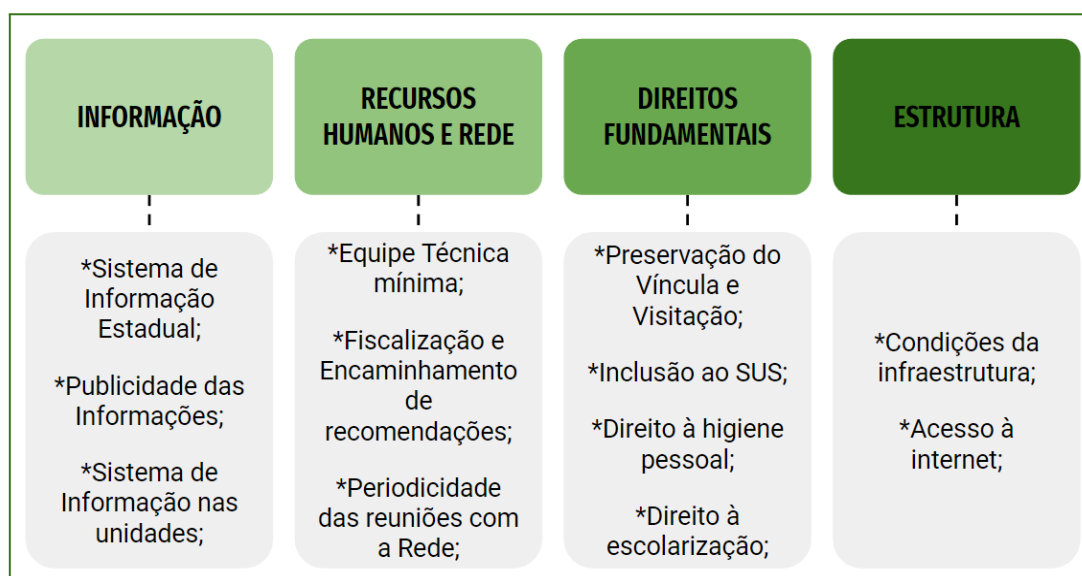 INFORMAÇÃO
RECURSOS
HUMANOS E REDE
DIREITOS
FUNDAMENTAIS
ESTRUTURA
*Sistema de
Informação
Estadual;
*Publicidade das
Informações;
*Sistema de
Informação nas
unidades;
*Equipe Técnica
mínima;
*Fiscalização e
Encaminhamento
de
recomendações;
*Periodicidade
das reuniões com
a Rede;
*Preservação do
Víncula e
Visitação;
*Inclusão ao SUS;
*Direito à higiene
pessoal;
*Direito à
escolarização;
*Condições da
infraestrutura;
*Acesso à
internet;